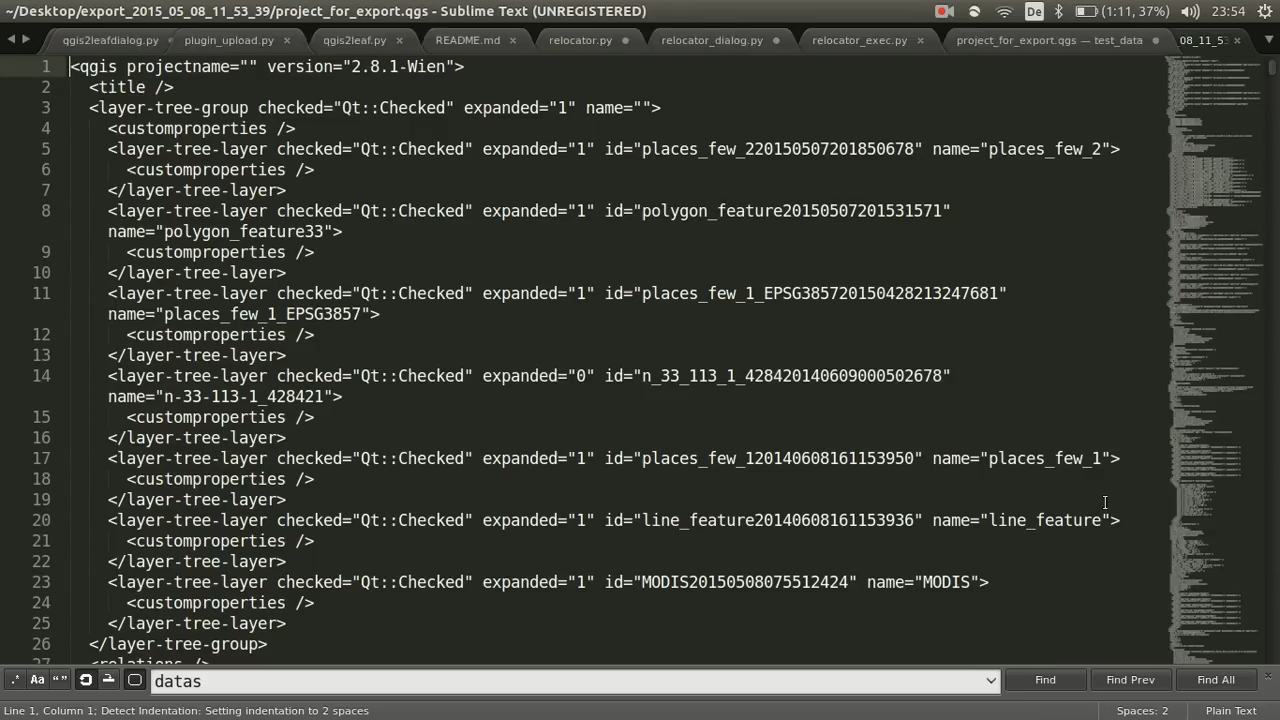 ~/Desktop/export_2015_05_08_11_53_39/project_for_export.qgs - Sublime Text (UNREGISTERED)
De (1:11, 37%) 23:54
qgis2leafdialog.py plugin_upload.py qgis2leaf.py README.md relocator.py relocator_dialog.py relocator_exec.py project_for_export.qgs — test_data 08_11_5
1 <qgis projectname="" version="2.8.1-Wien">
2 <title />
3 <layer-tree-group checked="Qt::Checked" expanded="1" name="">
4 <customproperties />
5 <layer-tree-layer checked="Qt::Checked" expanded="1" id="places_few_220150507201850678" name="places_few_2">
6 <customproperties />
7 </layer-tree-layer>
8 <layer-tree-layer checked="Qt::Checked" expanded="1" id="polygon_feature20150507201531571"
name="polygon_feature33">
9 <customproperties />
10 </layer-tree-layer>
11 <layer-tree-layer checked="Qt::Checked" expanded="1" id="places_few_1_EPSG385720150428213247681"
name="places_few_1_EPSG3857">
12 <customproperties />
13 </layer-tree-layer>
14 <layer-tree-layer checked="Qt::Checked" expanded="0" id="n_33_113_1_42842140609000502678"
name="n-33-113-1_428421">
15 <customproperties />
16 </layer-tree-layer>
17 <layer-tree-layer checked="Qt::Checked" expanded="1" id="places_few_120140608161153950" name="places_few_1">
18 <customproperties />
19 </layer-tree-layer>
20 <layer-tree-layer checked="Qt::Checked" expanded="1" id="line_feature20140608161153936" name="line_feature">
21 <customproperties />
22 </layer-tree-layer>
23 <layer-tree-layer checked="Qt::Checked" expanded="1" id="MODIS20150508075512424" name="MODIS">
24 <customproperties />
25 </layer-tree-layer>
26 </layer-tree-group>
27 <relations />
.* Aa “” datas Find Find Prev Find All
Line 1, Column 1; Detect Indentation: Setting indentation to 2 spaces Spaces: 2 Plain Text